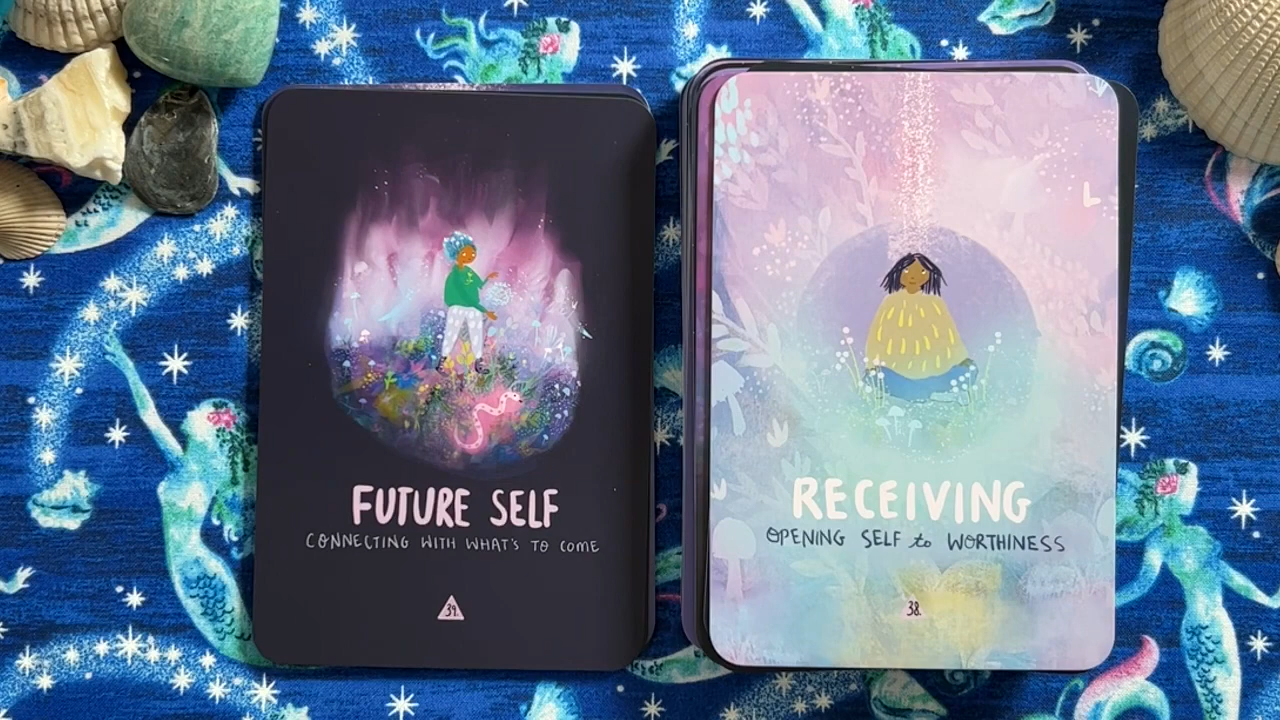 FUTURE SELF
CONNECTING WITH WHAT'S TO COME
39.
RECEIVING
OPENING SELF to WORTHINESS
38.